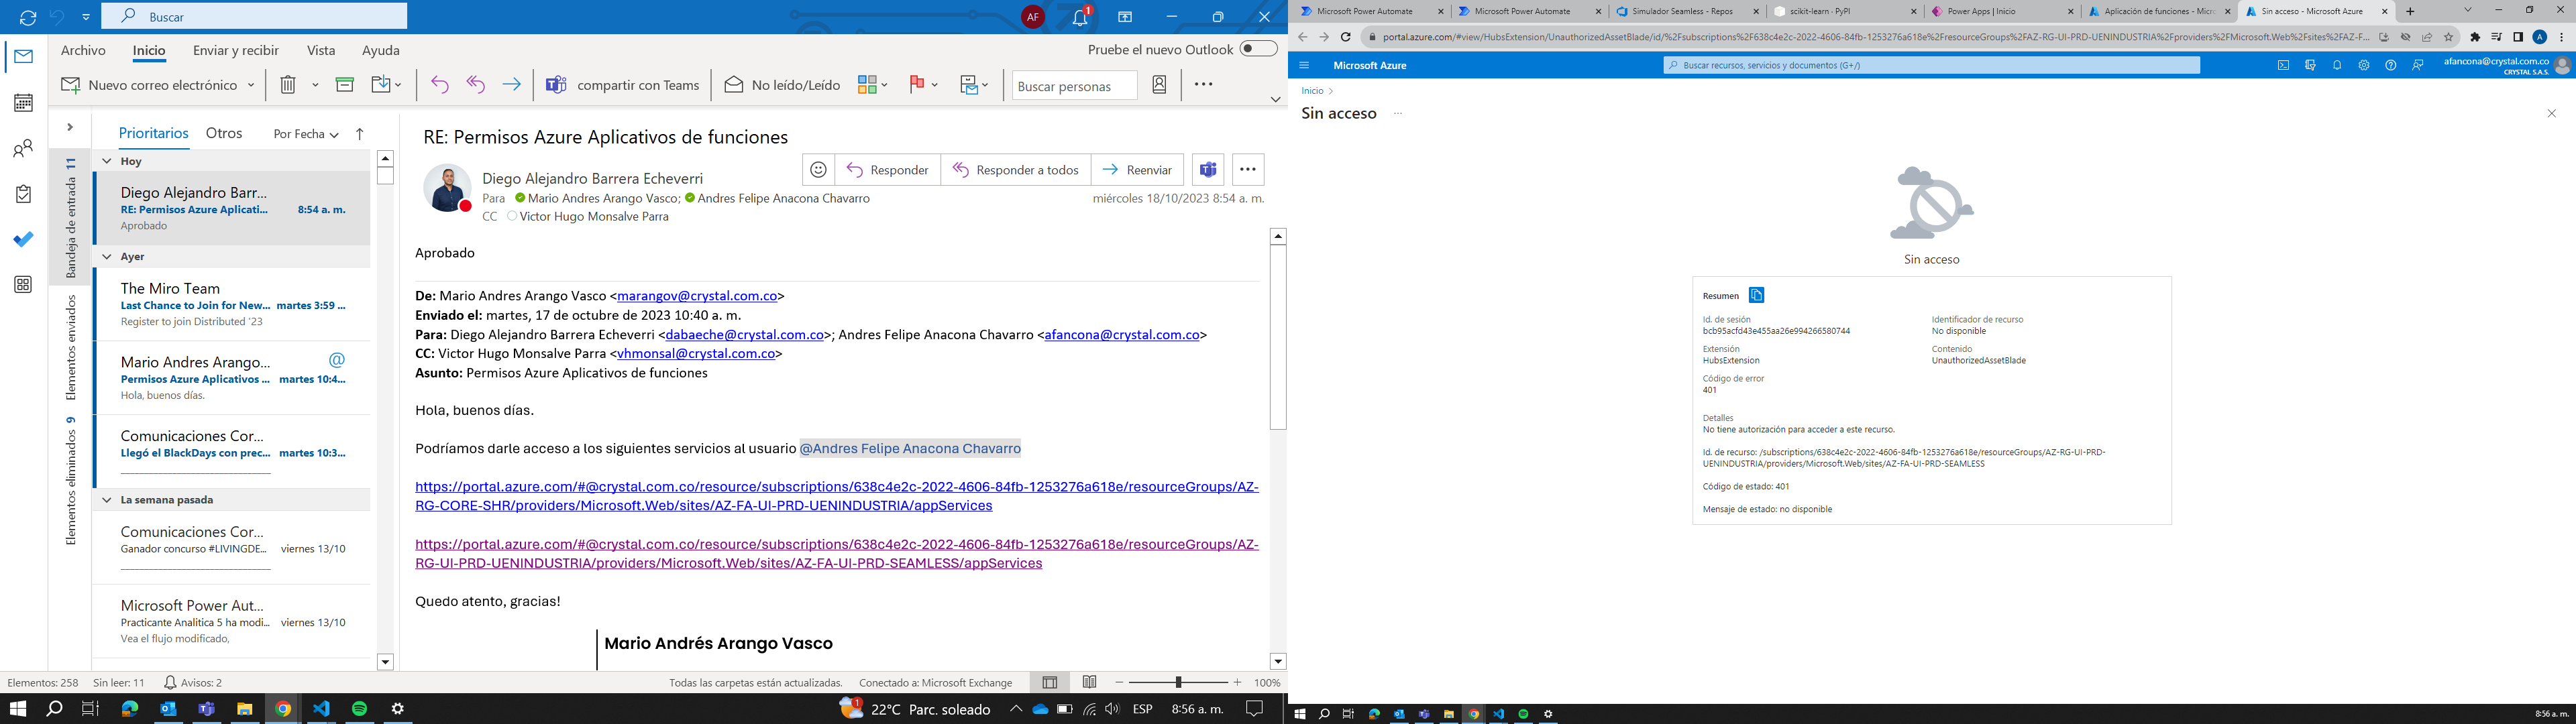 Buscar
AF
1
Archivo Inicio Enviar y recibir Vista Ayuda
Pruebe el nuevo Outlook
Nuevo correo electrónico
compartir con Teams
No leído/Leído
Buscar personas
Bandeja de entrada 11
Elementos enviados
Elementos eliminados 9
Prioritarios Otros Por Fecha
Hoy
Diego Alejandro Barr...
RE: Permisos Azure Aplicati... 8:54 a. m.
Aprobado
Ayer
The Miro Team
Last Chance to Join for New... martes 3:59 ...
Register to join Distributed '23
Mario Andres Arango...
Permisos Azure Aplicativos ... martes 10:4...
Hola, buenos días.
Comunicaciones Cor...
Llegó el BlackDays con prec... martes 10:3...
La semana pasada
Comunicaciones Cor...
Ganador concurso #LIVINGDE... viernes 13/10
Microsoft Power Aut...
Practicante Analitica 5 ha modi... viernes 13/10
Vea el flujo modificado,
RE: Permisos Azure Aplicativos de funciones
Diego Alejandro Barrera Echeverri
Responder Responder a todos Reenviar
Para Mario Andres Arango Vasco; Andres Felipe Anacona Chavarro
miércoles 18/10/2023 8:54 a. m.
CC Victor Hugo Monsalve Parra
Aprobado
De: Mario Andres Arango Vasco <marangov@crystal.com.co>
Enviado el: martes, 17 de octubre de 2023 10:40 a. m.
Para: Diego Alejandro Barrera Echeverri <dabaeche@crystal.com.co>; Andres Felipe Anacona Chavarro <afancona@crystal.com.co>
CC: Victor Hugo Monsalve Parra <vhmonsal@crystal.com.co>
Asunto: Permisos Azure Aplicativos de funciones
Hola, buenos días.
Podríamos darle acceso a los siguientes servicios al usuario @Andres Felipe Anacona Chavarro
https://portal.azure.com/#@crystal.com.co/resource/subscriptions/638c4e2c-2022-4606-84fb-1253276a618e/resourceGroups/AZ-
RG-CORE-SHR/providers/Microsoft.Web/sites/AZ-FA-UI-PRD-UENINDUSTRIA/appServices
https://portal.azure.com/#@crystal.com.co/resource/subscriptions/638c4e2c-2022-4606-84fb-1253276a618e/resourceGroups/AZ-
RG-UI-PRD-UENINDUSTRIA/providers/Microsoft.Web/sites/AZ-FA-UI-PRD-SEAMLESS/appServices
Quedo atento, gracias!
Mario Andrés Arango Vasco
Elementos: 258 Sin leer: 11 Avisos: 2
Todas las carpetas están actualizadas. Conectado a: Microsoft Exchange
100%
1 22°C Parc. soleado ESP 8:56 a. m.
Microsoft Power Automate
Microsoft Power Automate
Simulador Seamless - Repos
scikit-learn · PyPI
Power Apps | Inicio
Aplicación de funciones - Micro
Sin acceso - Microsoft Azure
portal.azure.com/#view/HubsExtension/UnauthorizedAssetBlade/id/%2Fsubscriptions%2F638c4e2c-2022-4606-84fb-1253276a618e%2FresourceGroups%2FAZ-RG-UI-PRD-UENINDUSTRIA%2Fproviders%2FMicrosoft.Web%2Fsites%2FAZ-F...
A
Microsoft Azure
Buscar recursos, servicios y documentos (G+/)
afancona@crystal.com.co
CRYSTAL S.A.S.
Inicio
Sin acceso
Sin acceso
Resumen
Id. de sesión
bcb95acfd43e455aa26e994266580744
Identificador de recurso
No disponible
Extensión
HubsExtension
Contenido
UnauthorizedAssetBlade
Código de error
401
Detalles
No tiene autorización para acceder a este recurso.
Id. de recurso: /subscriptions/638c4e2c-2022-4606-84fb-1253276a618e/resourceGroups/AZ-RG-UI-PRD-
UENINDUSTRIA/providers/Microsoft.Web/sites/AZ-FA-UI-PRD-SEAMLESS
Código de estado: 401
Mensaje de estado: no disponible
8:56 a. m.